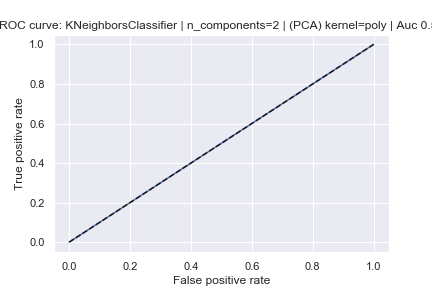 ROC curve: KNeighborsClassifier | n_components=2 | (PCA) kernel=poly | Auc 0.5
1.0
0.8
0.6
0.4
0.2
0.0
True positive rate
0.0 0.2 0.4 0.6 0.8 1.0
False positive rate